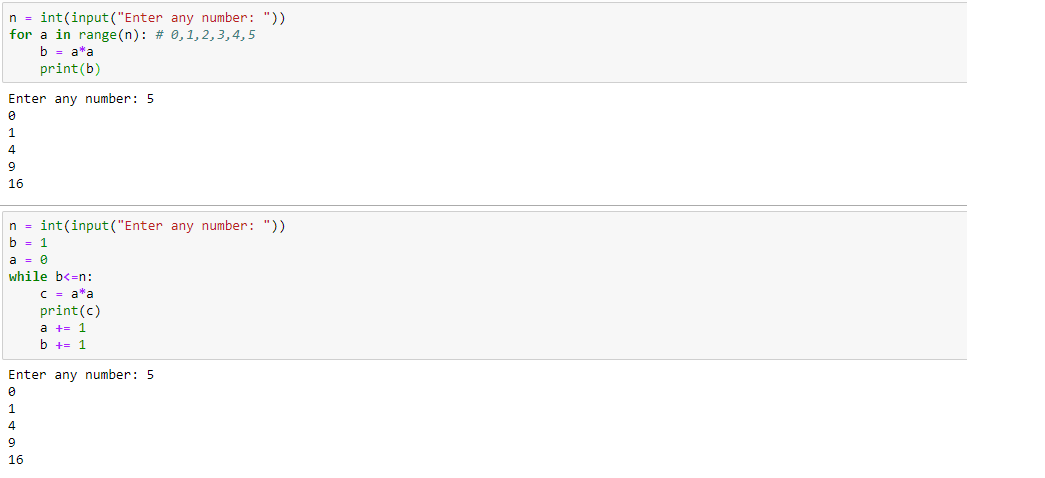 n = int(input("Enter any number: "))
for a in range(n): # 0,1,2,3,4,5
    b = a*a
    print(b)
Enter any number: 5
0
1
4
9
16
n = int(input("Enter any number: "))
b = 1
a = 0
while b<=n:
    c = a*a
    print(c)
    a += 1
    b += 1
Enter any number: 5
0
1
4
9
16